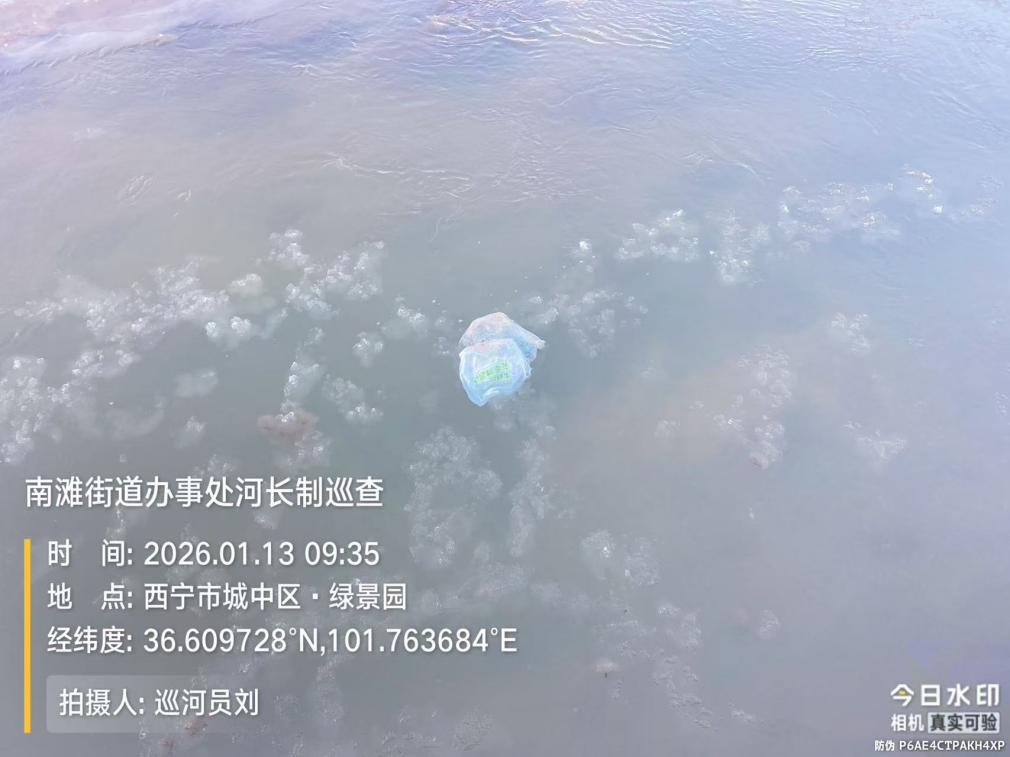 南滩街道办事处河长制巡查
时 间: 2026.01.13 09:35
地 点: 西宁市城中区·绿景园
经纬度: 36.609728°N,101.763684°E
拍摄人: 巡河员刘
今日水印
相机 真实可验
防伪 P6AE4CTPAKH4XP